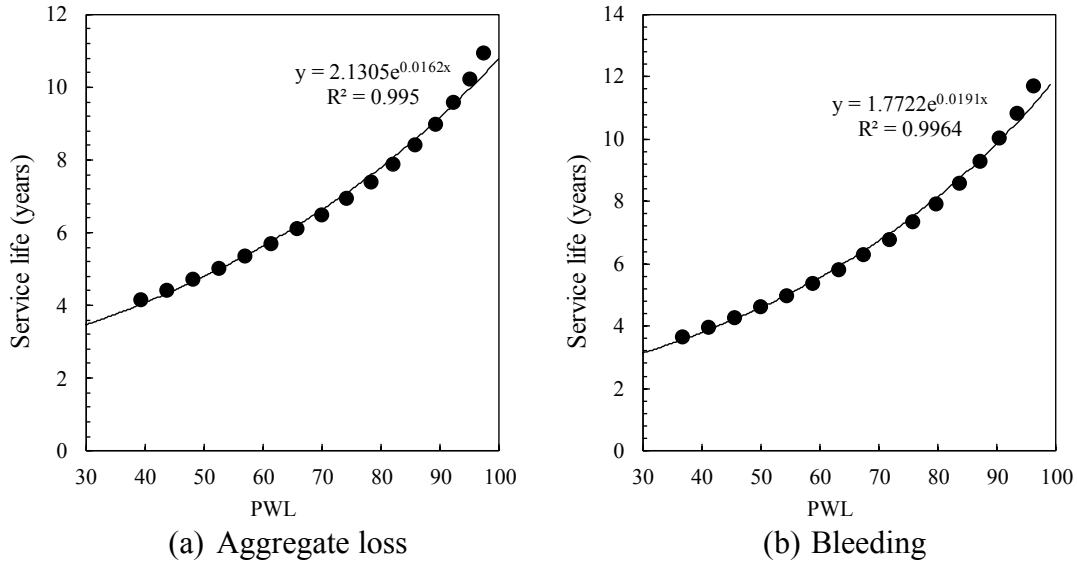 12
10
8
6
4
2
0
Service life (years)
y = 2.1305e^0.0162x
R² = 0.995
30 40 50 60 70 80 90 100
PWL
(a) Aggregate loss
14
12
10
8
6
4
2
0
Service life (years)
y = 1.7722e^0.0191x
R² = 0.9964
30 40 50 60 70 80 90 100
PWL
(b) Bleeding